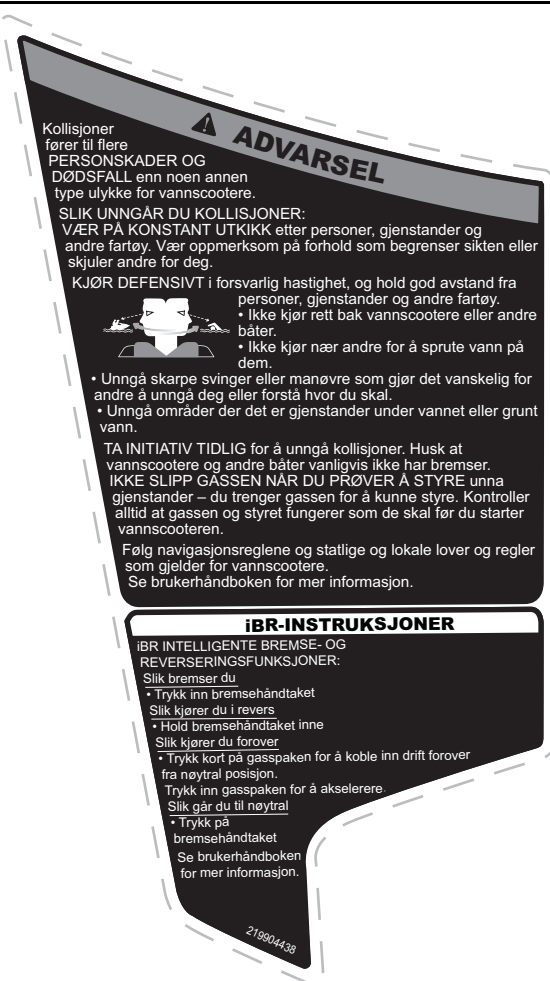 ADVARSEL
Kollisjoner
fører til flere
PERSONSKADER OG
DØDSFALL enn noen annen
type ulykke for vannscootere.
SLIK UNNGÅR DU KOLLISJONER:
VÆR PÅ KONSTANT UTKIKK etter personer, gjenstander og
andre fartøy. Vær oppmerksom på forhold som begrenser sikten eller
skjuler andre for deg.
KJØR DEFENSIVT i forsvarlig hastighet, og hold god avstand fra
personer, gjenstander og andre fartøy.
• Ikke kjør rett bak vannscootere eller andre
båter.
• Ikke kjør nær andre for å sprute vann på
dem.
• Unngå skarpe svinger eller manøvre som gjør det vanskelig for
andre å unngå deg eller forstå hvor du skal.
• Unngå områder der det er gjenstander under vannet eller grunt
vann.
TA INITIATIV TIDLIG for å unngå kollisjoner. Husk at
vannscootere og andre båter vanligvis ikke har bremser.
IKKE SLIPP GASSEN NÅR DU PRØVER Å STYRE unna
gjenstander – du trenger gassen for å kunne styre. Kontroller
alltid at gassen og styret fungerer som de skal før du starter
vannscooteren.
Følg navigasjonsreglene og statlige og lokale lover og regler
som gjelder for vannscootere.
Se brukerhåndboken for mer informasjon.
iBR-INSTRUKSJONER
iBR INTELLIGENTE BREMSE- OG
REVERSERINGSFUNKSJONER:
Slik bremser du
• Trykk inn bremsehåndtaket
Slik kjører du i revers
• Hold bremsehåndtaket inne
Slik kjører du forover
• Trykk kort på gasspaken for å koble inn drift forover
fra nøytral posisjon.
Trykk inn gasspaken for å akselerere.
Slik går du til nøytral
• Trykk på
bremsehåndtaket
Se brukerhåndboken
for mer informasjon.
219904438